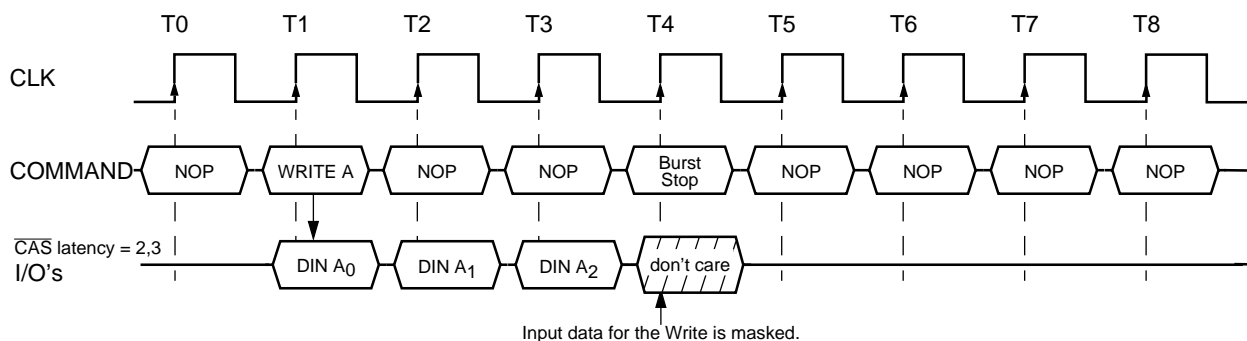 T0 T1 T2 T3 T4 T5 T6 T7 T8
CLK
COMMAND NOP WRITE A NOP NOP Burst Stop NOP NOP NOP NOP
CAS latency = 2,3
I/O's DIN A0 DIN A1 DIN A2 don't care
Input data for the Write is masked.